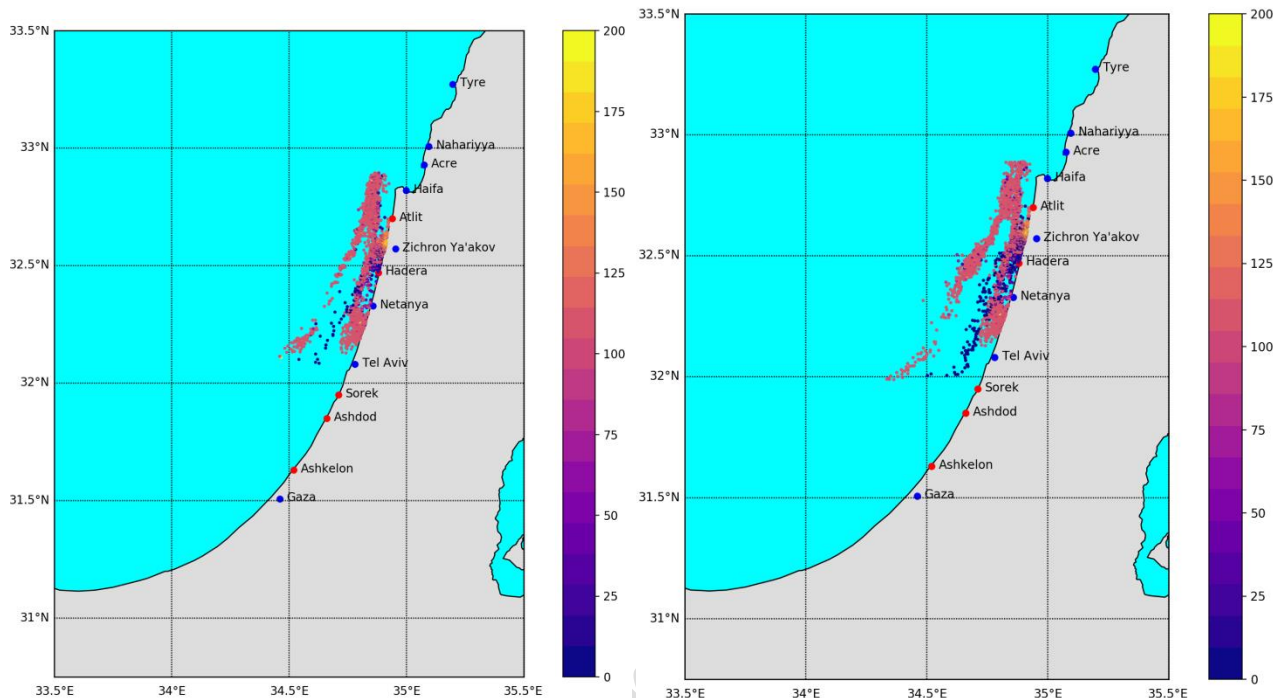 33.5°N
33°N
32.5°N
32°N
31.5°N
31°N
33.5°E
34°E
34.5°E
35°E
35.5°E
Tyre
Nahariyya
Acre
Haifa
Atlit
Zichron Ya'akov
Hadera
Netanya
Tel Aviv
Sorek
Ashdod
Ashkelon
Gaza
200
175
150
125
100
75
50
25
0
33.5°N
33°N
32.5°N
32°N
31.5°N
31°N
33.5°E
34°E
34.5°E
35°E
35.5°E
Tyre
Nahariyya
Acre
Haifa
Atlit
Zichron Ya'akov
Hadera
Netanya
Tel Aviv
Sorek
Ashdod
Ashkelon
Gaza
200
175
150
125
100
75
50
25
0